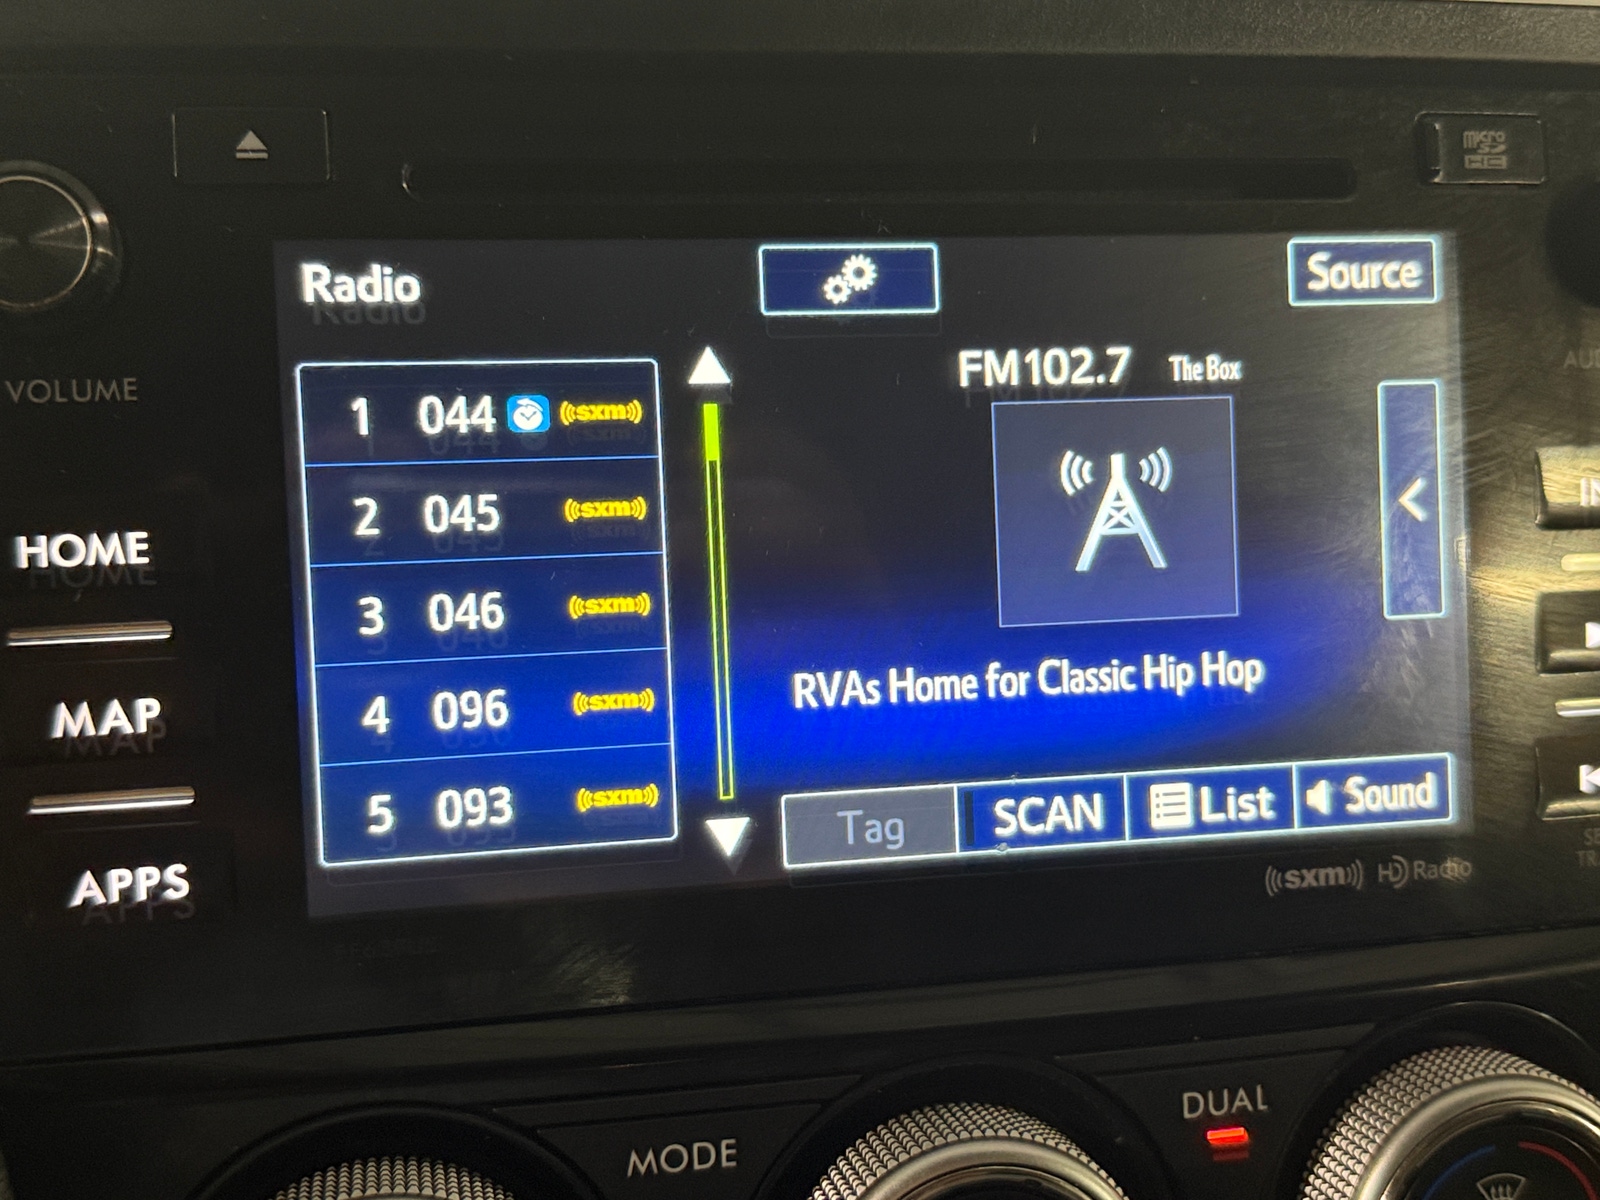 micro
SD
HC
Radio
Source
VOLUME
FM102.7 The Box
1 044 ((sxm))
2 045 ((sxm))
3 046 ((sxm))
4 096 ((sxm))
5 093 ((sxm))
HOME
MAP
APPS
RVAs Home for Classic Hip Hop
Tag SCAN List Sound
((sxm)) HD Radio
DUAL
MODE